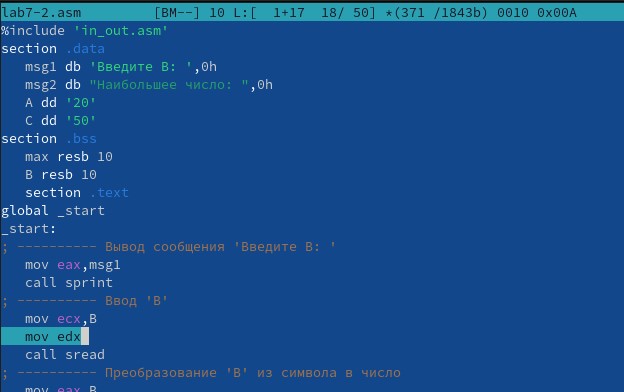 lab7-2.asm [BM--] 10 L:[ 1+17 18/ 50] *(371 /1843b) 0010 0x00A
%include 'in_out.asm'
section .data
msg1 db 'Введите B: ',0h
msg2 db "Наибольшее число: ",0h
A dd '20'
C dd '50'
section .bss
max resb 10
B resb 10
section .text
global _start
_start:
; ---------- Вывод сообщения 'Введите B: '
mov eax,msg1
call sprint
; ---------- Ввод 'B'
mov ecx,B
mov edx
call sread
; ---------- Преобразование 'B' из символа в число
mov eax,B